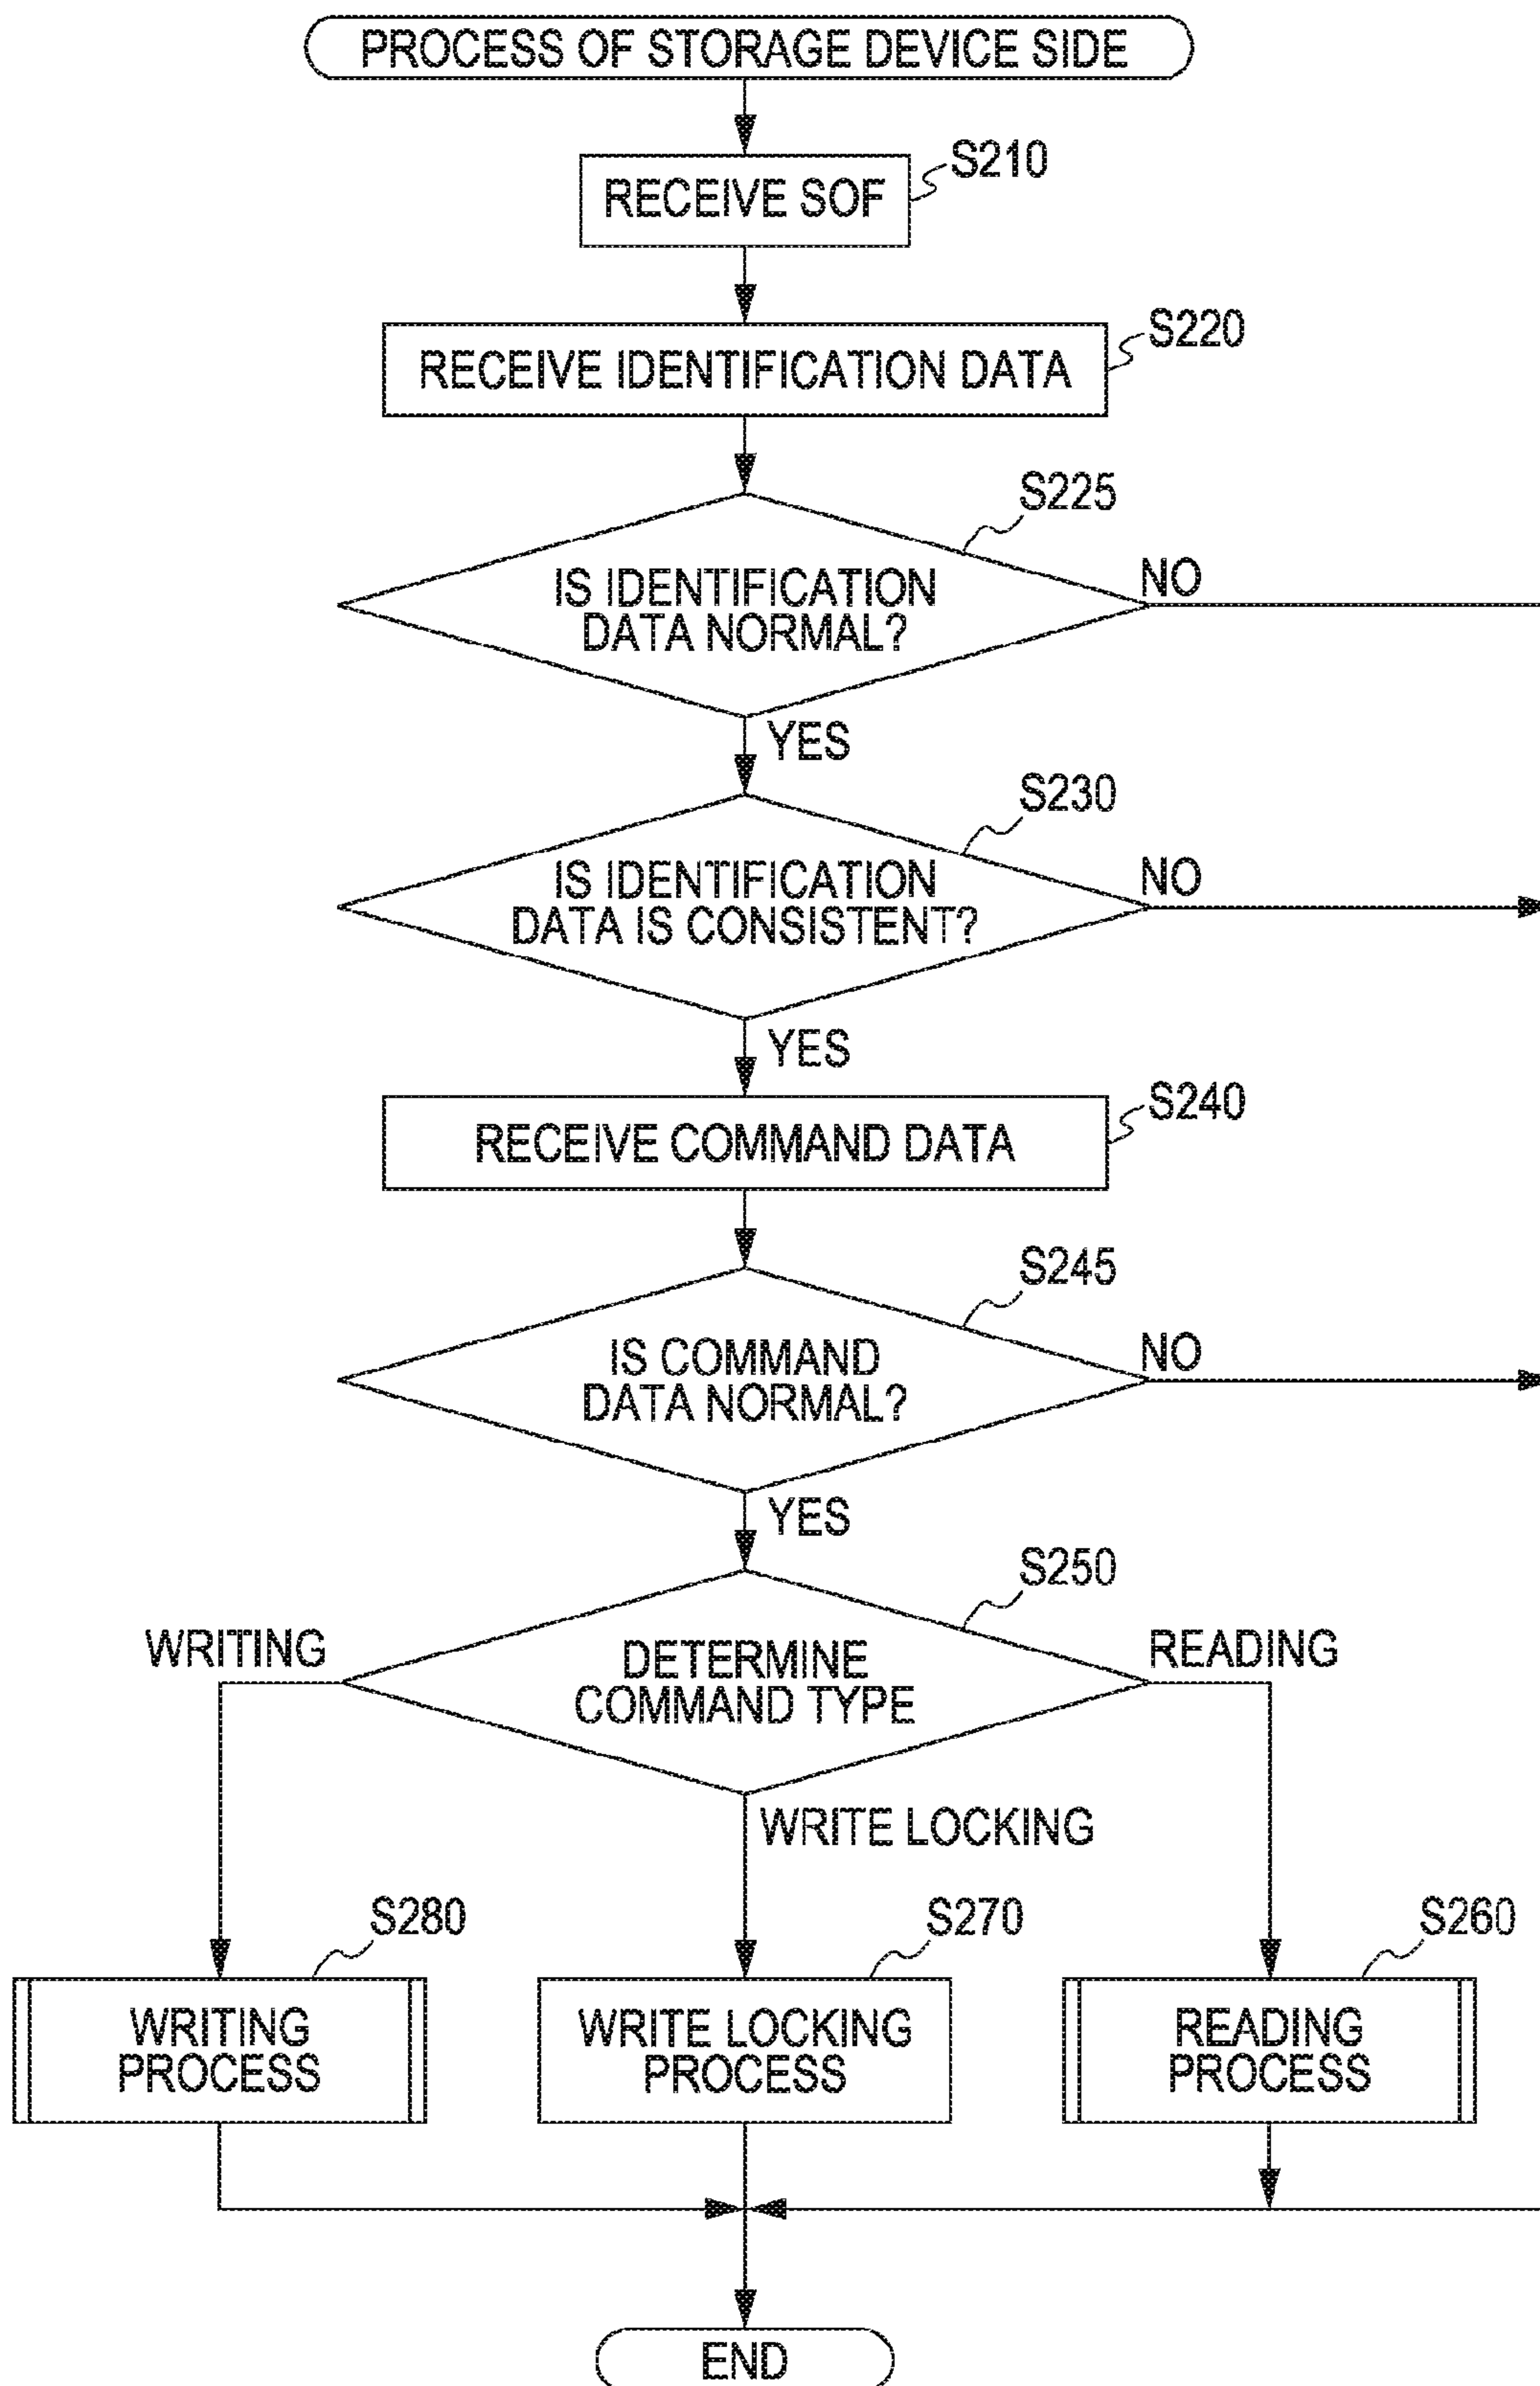 PROCESS OF STORAGE DEVICE SIDE
S210
RECEIVE SOF
S220
RECEIVE IDENTIFICATION DATA
S225
IS IDENTIFICATION
DATA NORMAL?
NO
YES
S230
IS IDENTIFICATION
DATA IS CONSISTENT?
NO
YES
S240
RECEIVE COMMAND DATA
S245
IS COMMAND
DATA NORMAL?
NO
YES
S250
WRITING
DETERMINE
COMMAND TYPE
READING
WRITE LOCKING
S280
WRITING
PROCESS
S270
WRITE LOCKING
PROCESS
S260
READING
PROCESS
END